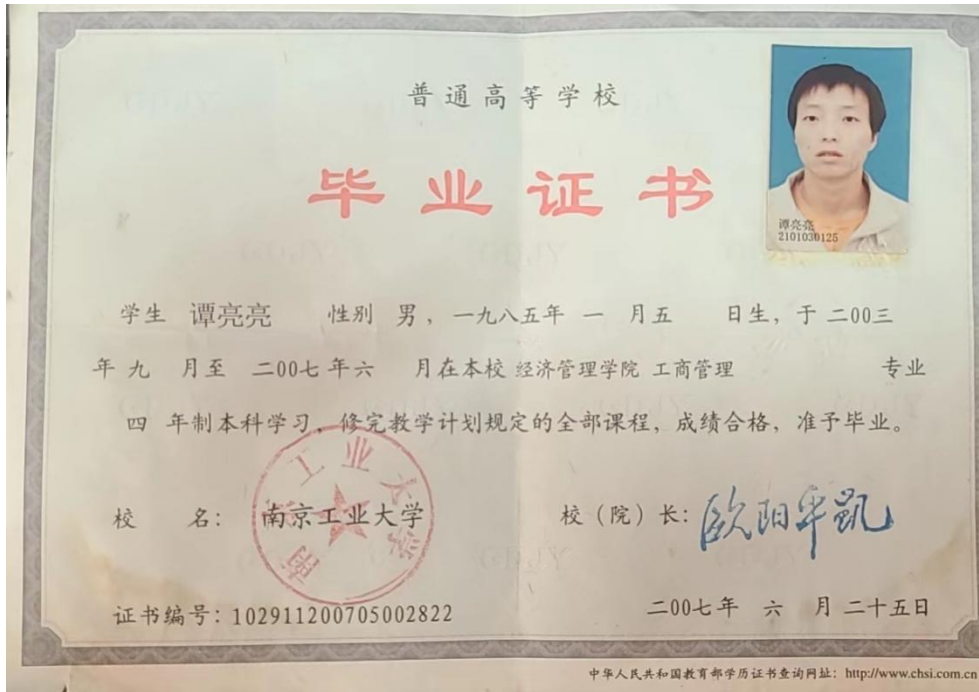 普通高等学校
毕业证书
谭亮亮
2101030125
学生 谭亮亮 性别 男，一九八五年 一 月五 日生，于 二00三
年 九 月至 二00七 年六 月在本校 经济管理学院 工商管理 专业
四 年制本科学习，修完教学计划规定的全部课程，成绩合格，准予毕业。
南京工业大学
校 名： 南京工业大学 校（院）长：欧阳平凯
证书编号：102911200705002822 二00七年 六 月 二十五日
中华人民共和国教育部学历证书查询网址：http://www.chsi.com.cn